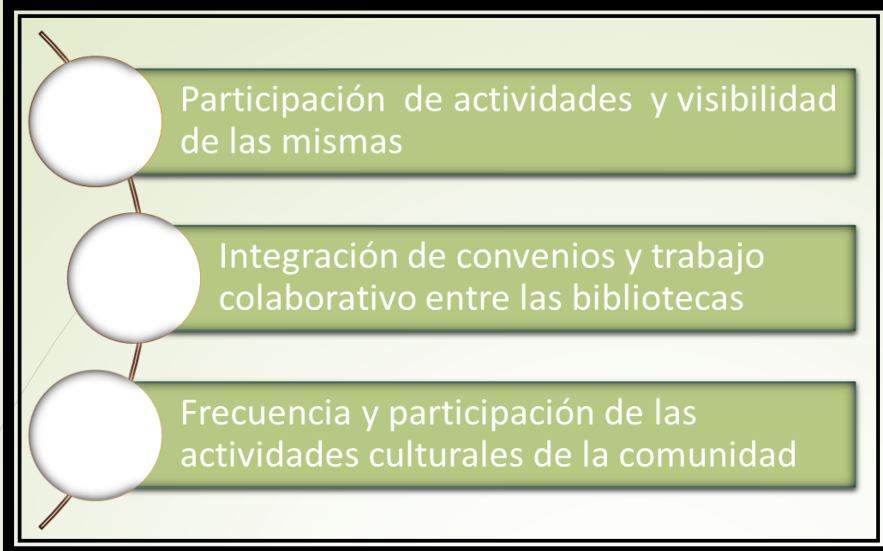 Participación  de actividades  y visibilidad
de las mismas
Integración de convenios y trabajo
colaborativo entre las bibliotecas
Frecuencia y participación de las
actividades culturales de la comunidad